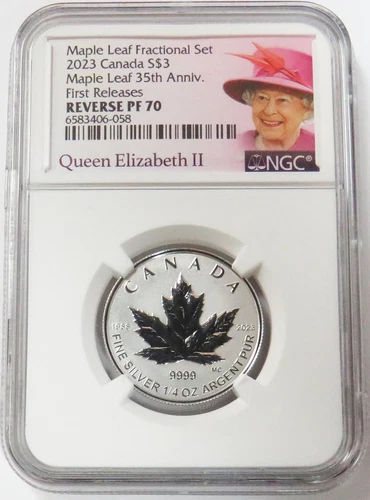 Maple Leaf Fractional Set
2023 Canada S$3
Maple Leaf 35th Anniv.
First Releases
REVERSE PF 70
6583406-058
Queen Elizabeth II
NGC®
CANADA
1988 2023
9999
MC
FINE SILVER 1/4 OZ ARGENT PUR